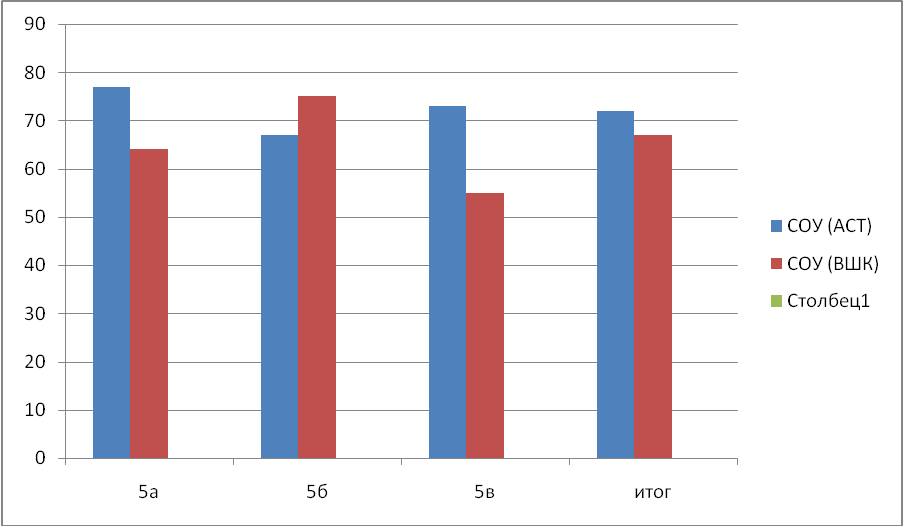 90
80
70
60
50
40
30
20
10
0
5а
5б
5в
итог
СОУ (АСТ)
СОУ (ВШК)
Столбец1